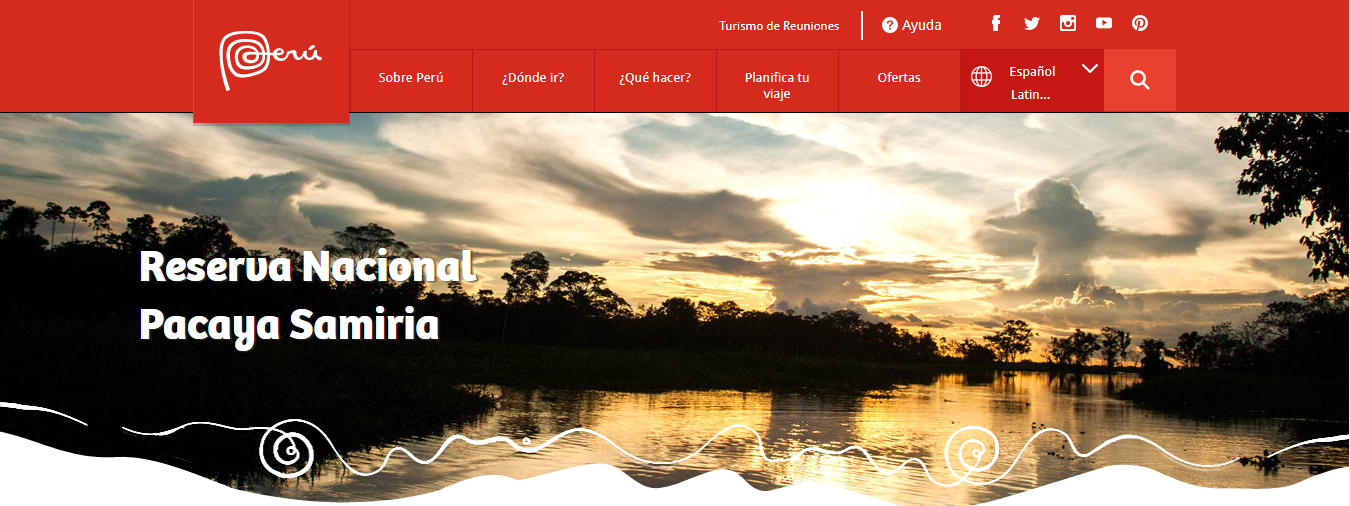 Turismo de Reuniones
Ayuda
Perú
Sobre Perú
¿Dónde ir?
¿Qué hacer?
Planifica tu
viaje
Ofertas
Español
Latin...
Reserva Nacional
Pacaya Samiria